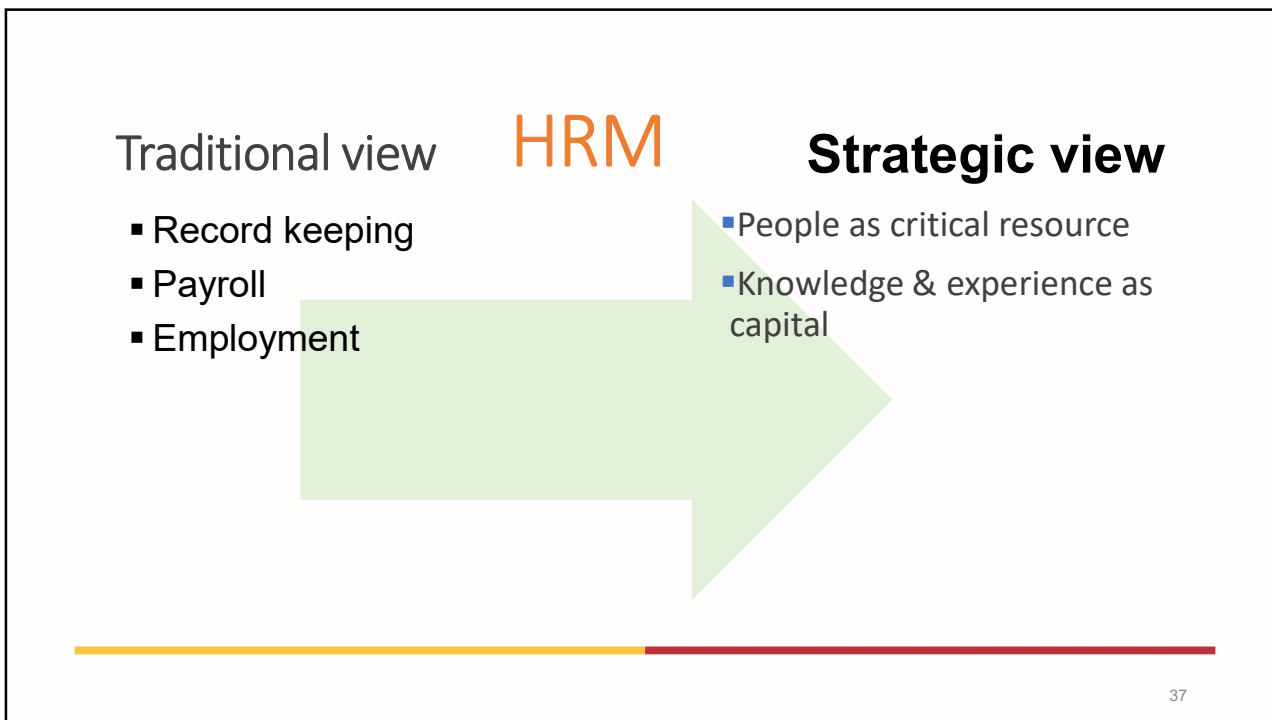 Traditional view
HRM
Strategic view
▪ Record keeping
▪ Payroll
▪ Employment
▪People as critical resource
▪Knowledge & experience as
capital
37